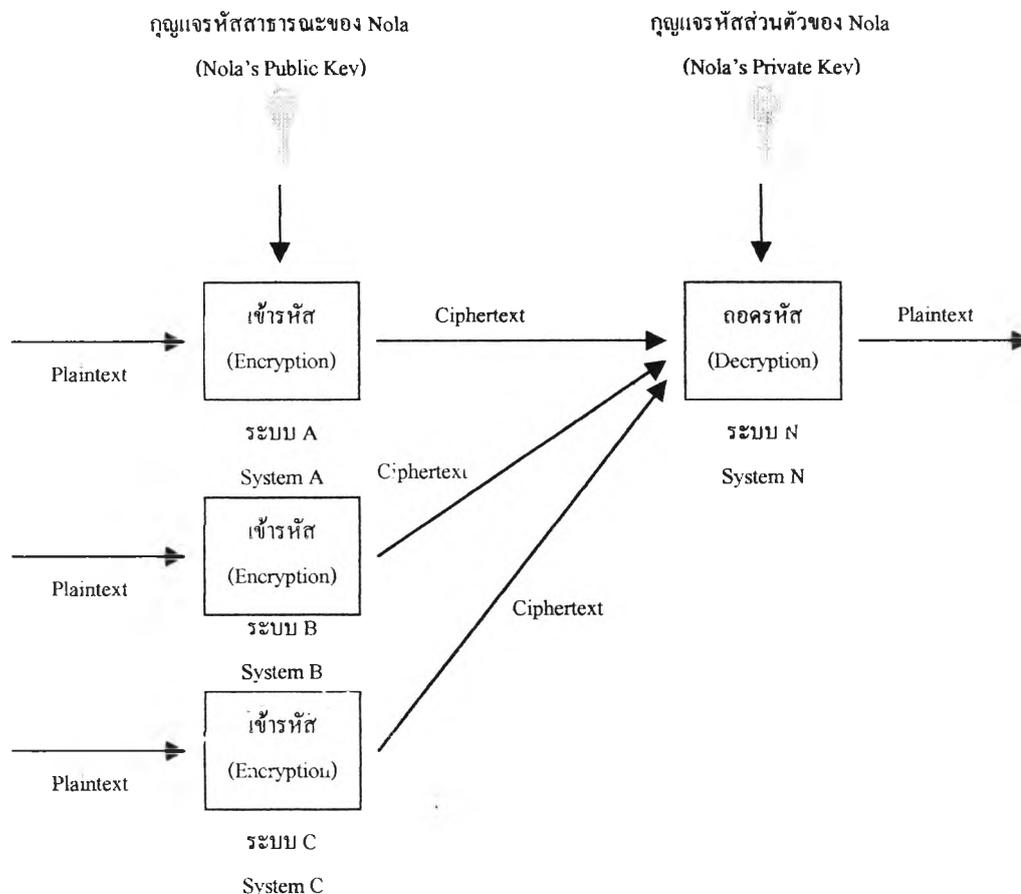 กุญแจรหัสสาธารณะของ Nola
(Nola's Public Key)
กุญแจรหัสส่วนตัวของ Nola
(Nola's Private Key)
เข้ารหัส
(Encryption)
Ciphertext
ถอดรหัส
(Decryption)
Plaintext
Plaintext
ระบบ A
System A
ระบบ N
System N
Ciphertext
เข้ารหัส
(Encryption)
Plaintext
ระบบ B
System B
Ciphertext
เข้ารหัส
(Encryption)
Plaintext
ระบบ C
System C